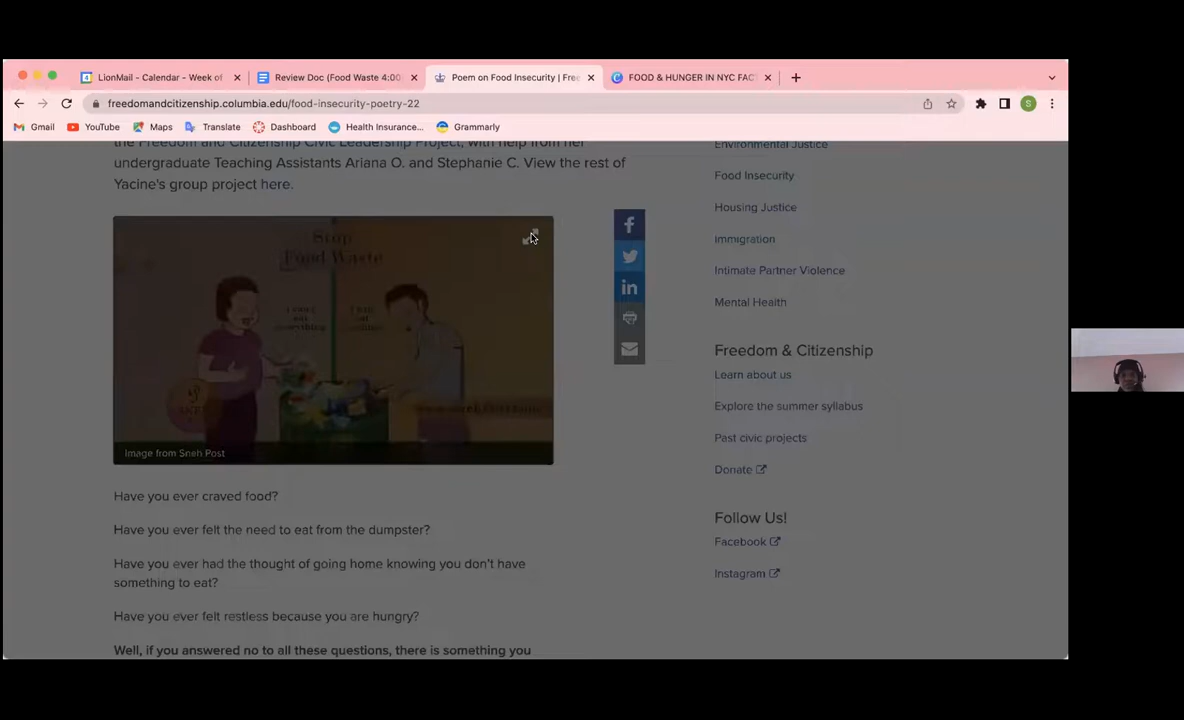 LionMail - Calendar - Week of
Review Doc (Food Waste 4:00
Poem on Food Insecurity | Free
FOOD & HUNGER IN NYC FAC
freedomandcitizenship.columbia.edu/food-insecurity-poetry-22
S
Gmail
YouTube
Maps
Translate
Dashboard
Health Insurance...
Grammarly
the Freedom and Citizenship Civic Leadership Project, with help from her
undergraduate Teaching Assistants Ariana O. and Stephanie C. View the rest of
Yacine's group project here.
Stop
Food Waste
Image from Sneh Post
Have you ever craved food?
Have you ever felt the need to eat from the dumpster?
Have you ever had the thought of going home knowing you don't have
something to eat?
Have you ever felt restless because you are hungry?
Well, if you answered no to all these questions, there is something you
Environmental Justice
Food Insecurity
Housing Justice
Immigration
Intimate Partner Violence
Mental Health
Freedom & Citizenship
Learn about us
Explore the summer syllabus
Past civic projects
Donate
Follow Us!
Facebook
Instagram